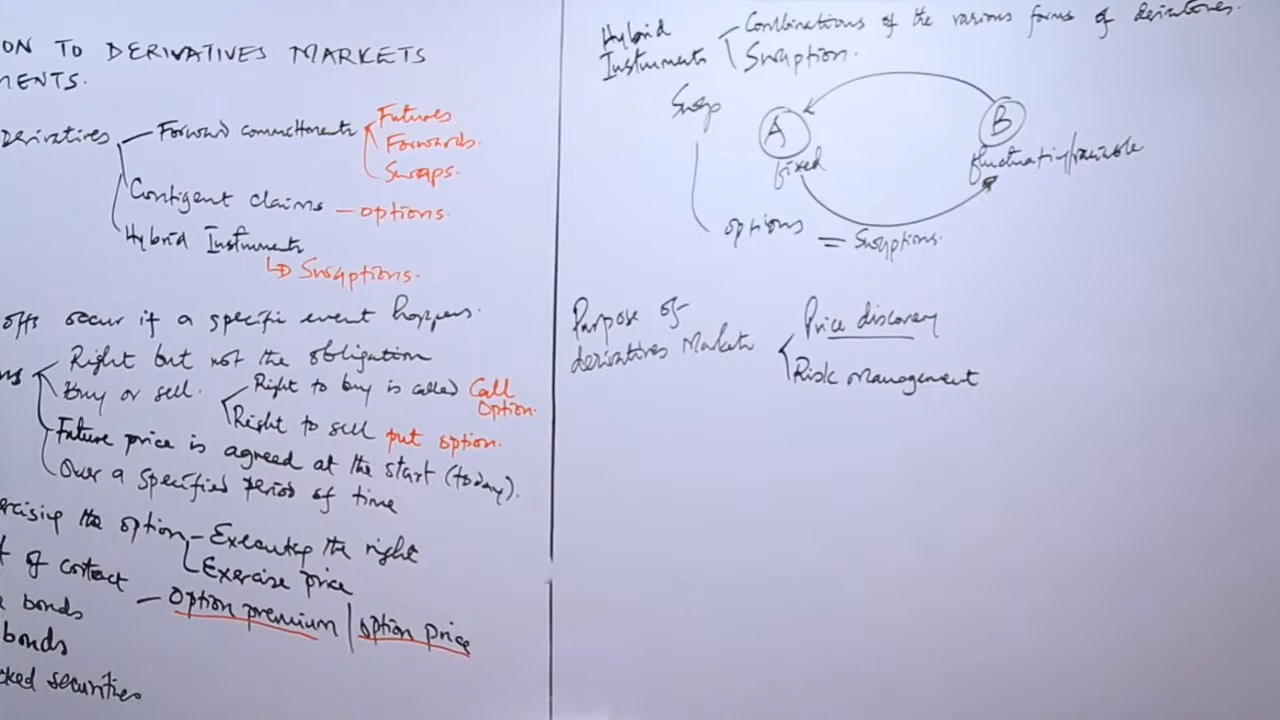 ON TO DERIVATIVES MARKETS
MENTS.
Derivatives
Forward commitments
Futures
Forwards.
Swaps.
Contigent claims - options.
Hybrid Instruments
↳ Swaptions.
offs occur if a specific event happens.
Right but not the obligation
Buy or sell.
Right to buy is called Call
Option.
Right to sell put option.
Future price is agreed at the start (today).
Over a specified period of time
ercising the option - Executing the right
Exercise price
t of contract - Option premium | option price
bonds
bonds
cked securities
Hybrid
Instruments
Combinations of the various forms of derivatives.
Swaption.
Swap
A
fixed
B
fluctuating/variable
options = Swaptions.
Purpose of
derivatives Markets
Price discovery
Risk Management